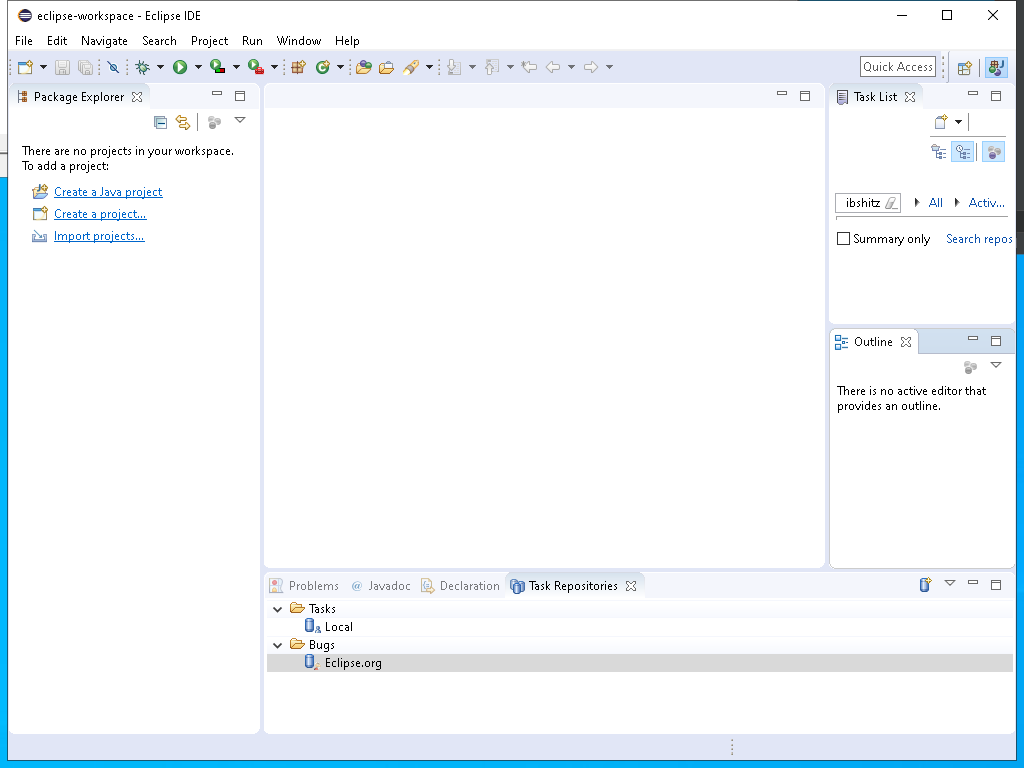 eclipse-workspace - Eclipse IDE
File Edit Navigate Search Project Run Window Help
Quick Access
Package Explorer
There are no projects in your workspace.
To add a project:
Create a Java project
Create a project...
Import projects...
Task List
ibshitz All Activ...
Summary only Search repos
Outline
There is no active editor that
provides an outline.
Problems @ Javadoc Declaration Task Repositories
Tasks
Local
Bugs
Eclipse.org